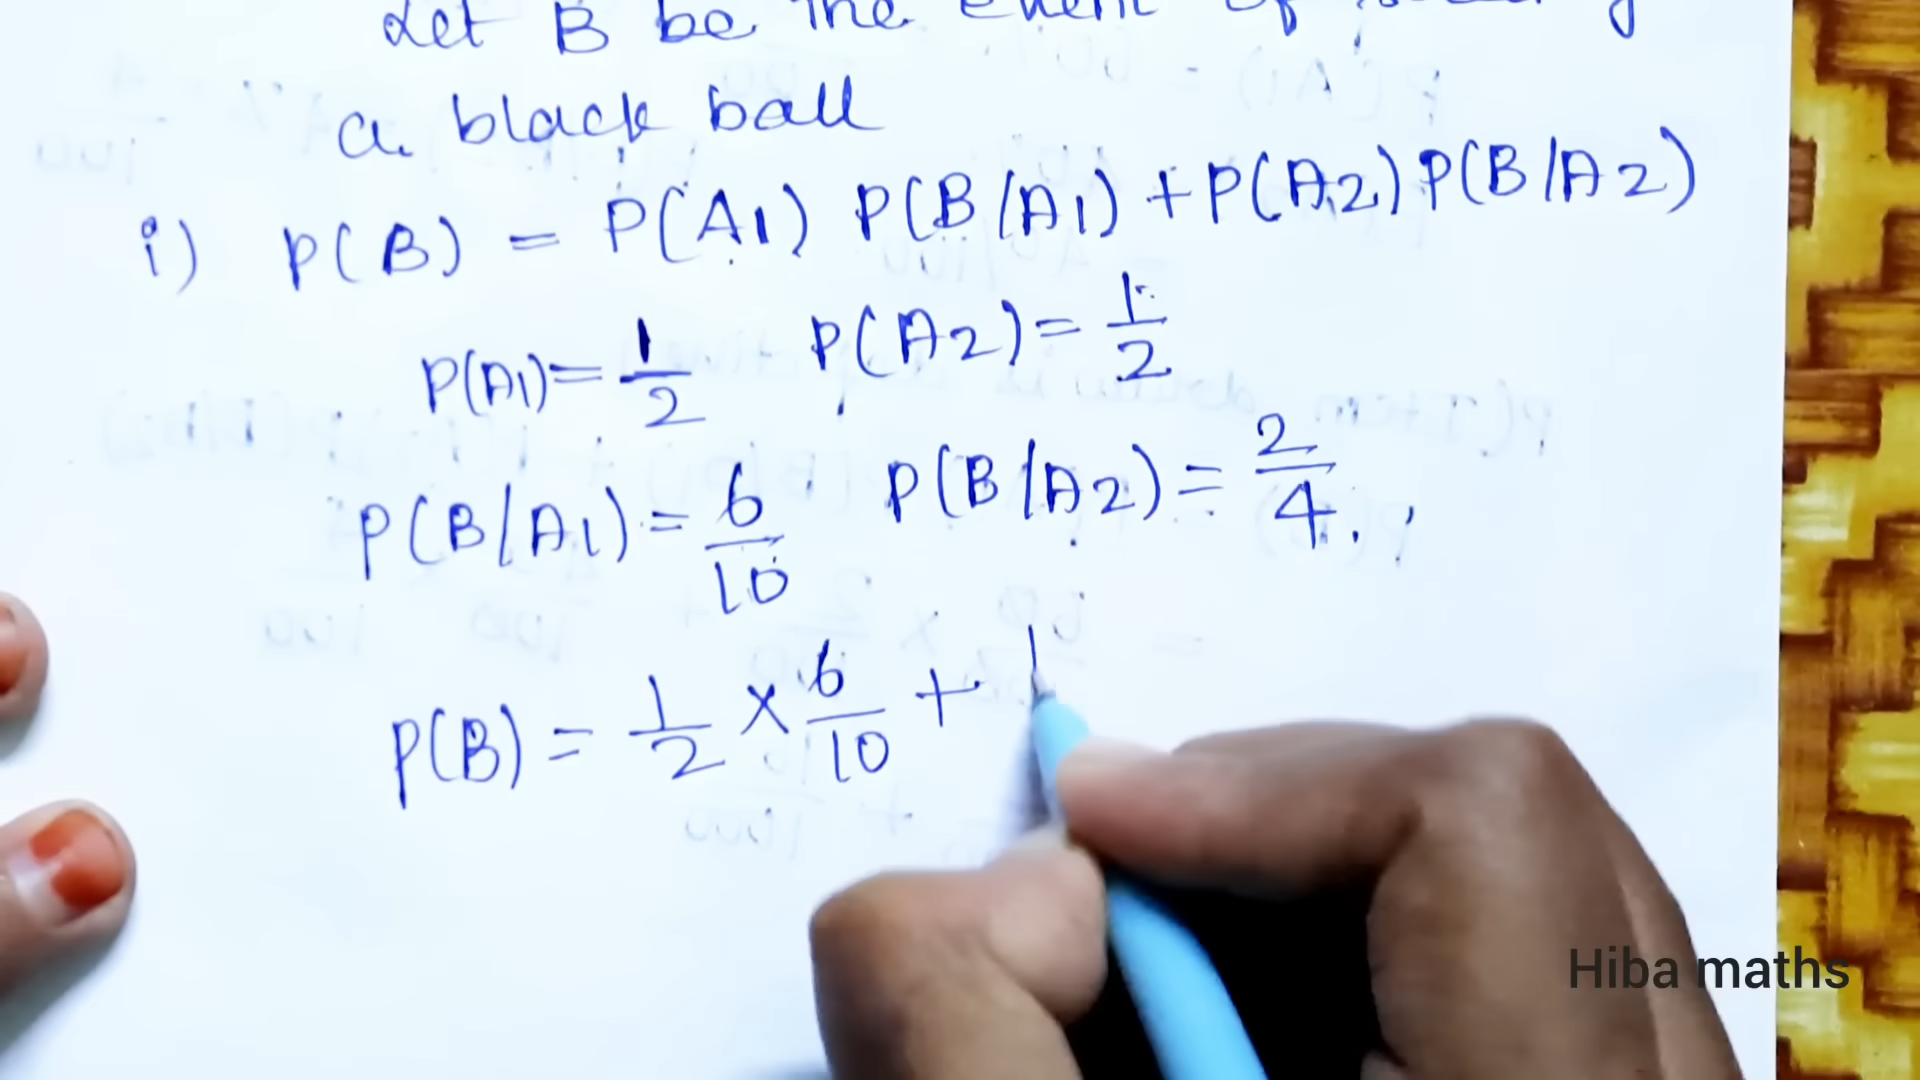 Let B be the event of
a black ball
i) P(B) = P(A1) P(B/A1) + P(A2) P(B/A2)
P(A1) = 1/2 P(A2) = 1/2
P(B/A1) = 6/10 P(B/A2) = 2/4.
P(B) = 1/2 × 6/10 + 1
Hiba maths